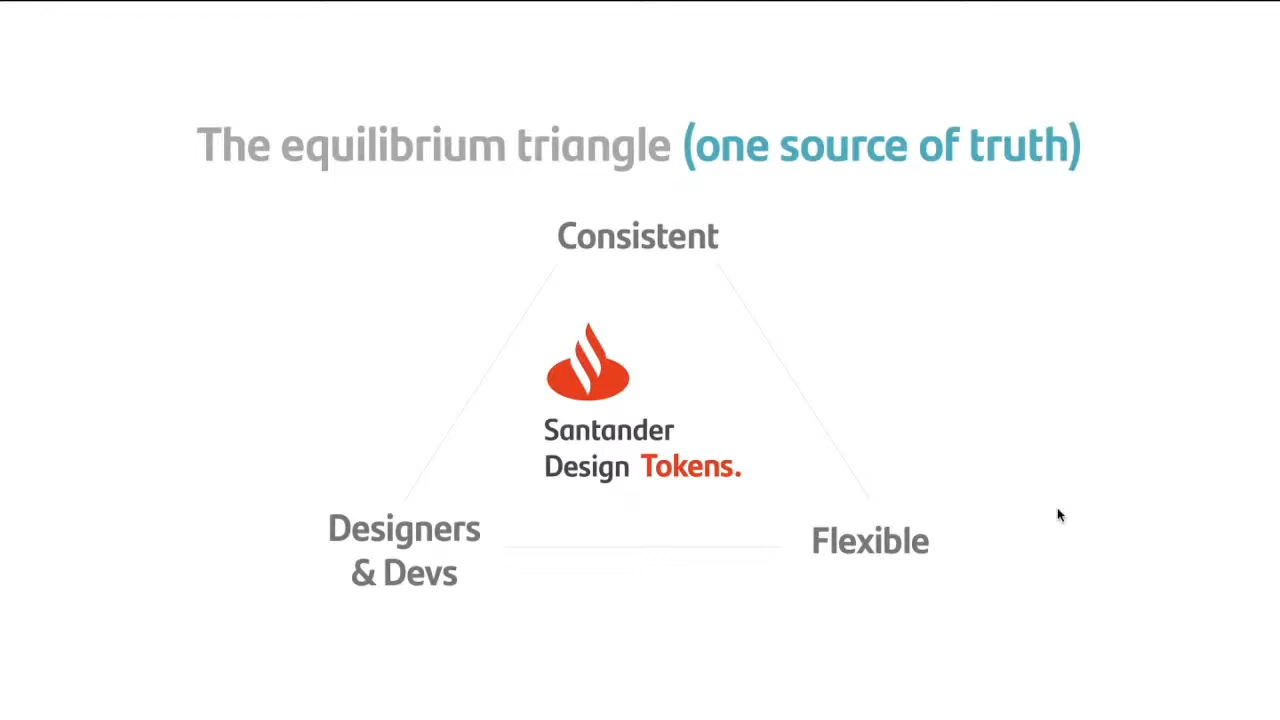 The equilibrium triangle (one source of truth)
Consistent
Santander
Design Tokens.
Designers
& Devs
Flexible